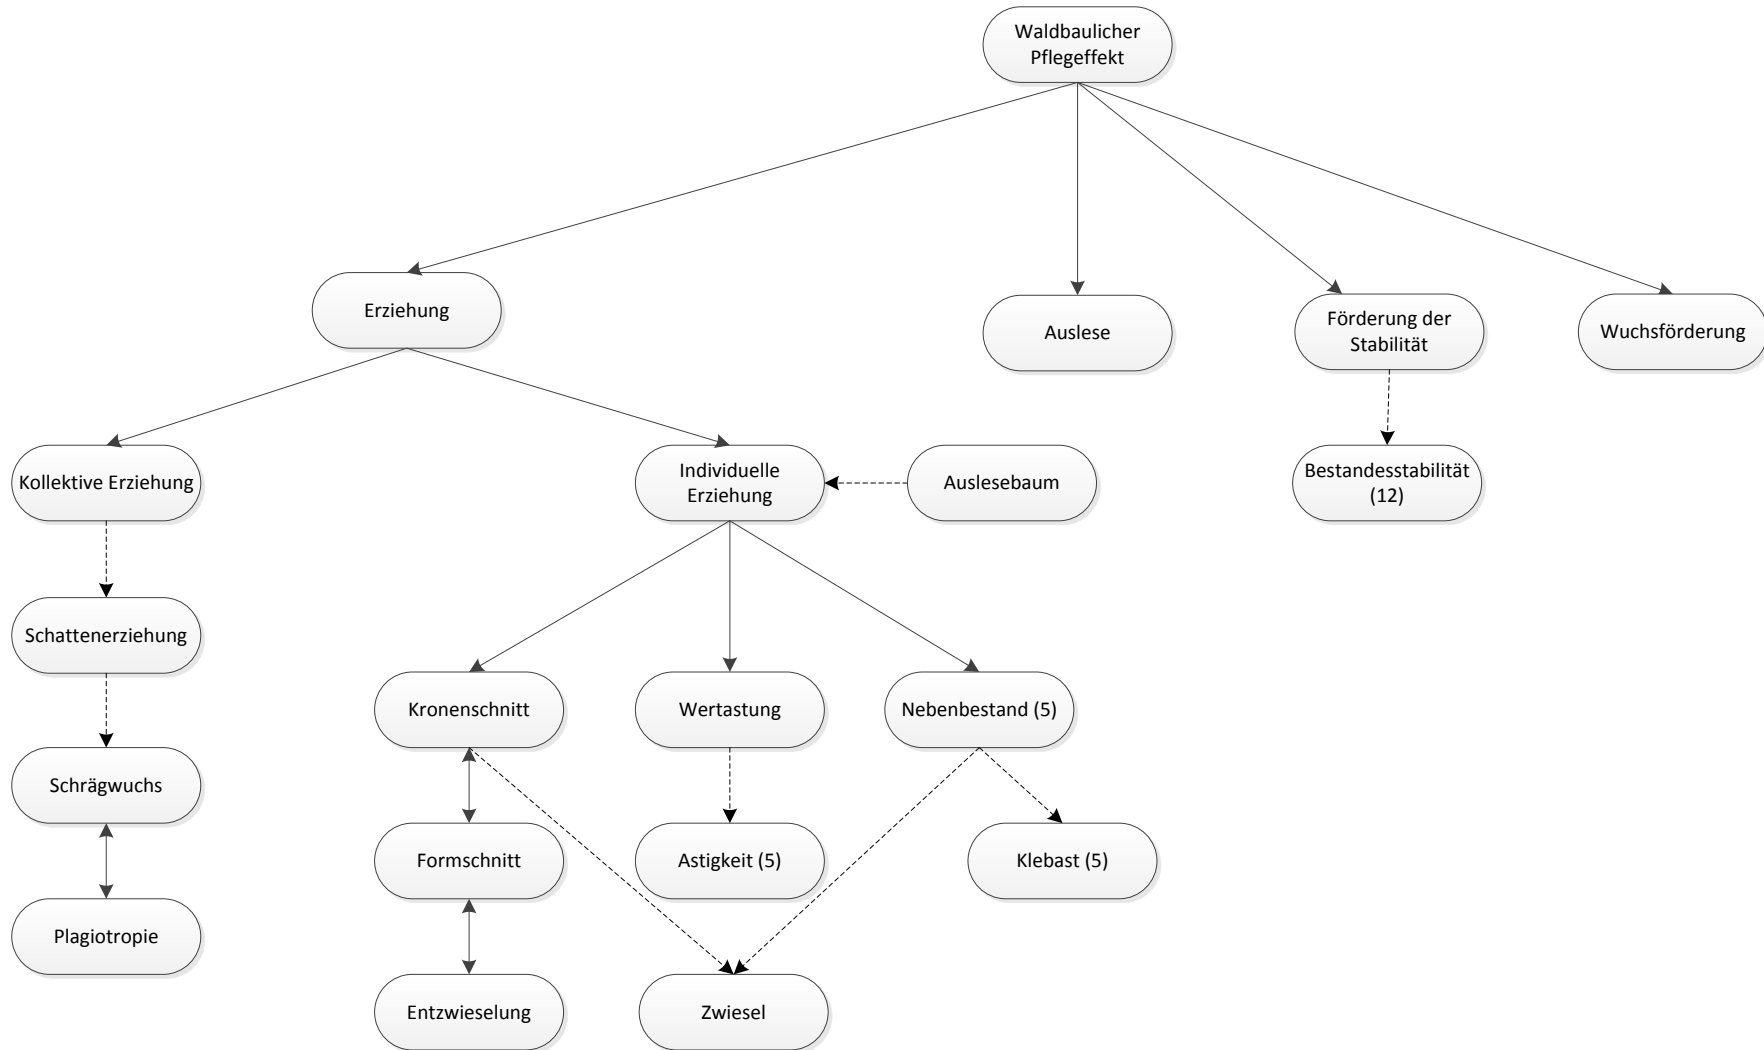 Waldbaulicher
Pflegeffekt
Erziehung
Auslese
Förderung der
Stabilität
Wuchsförderung
Kollektive Erziehung
Individuelle
Erziehung
Auslesebaum
Bestandesstabilität
(12)
Schattenerziehung
Kronenschnitt
Wertastung
Nebenbestand (5)
Schrägwuchs
Formschnitt
Astigkeit (5)
Klebast (5)
Plagiotropie
Entzwieselung
Zwiesel